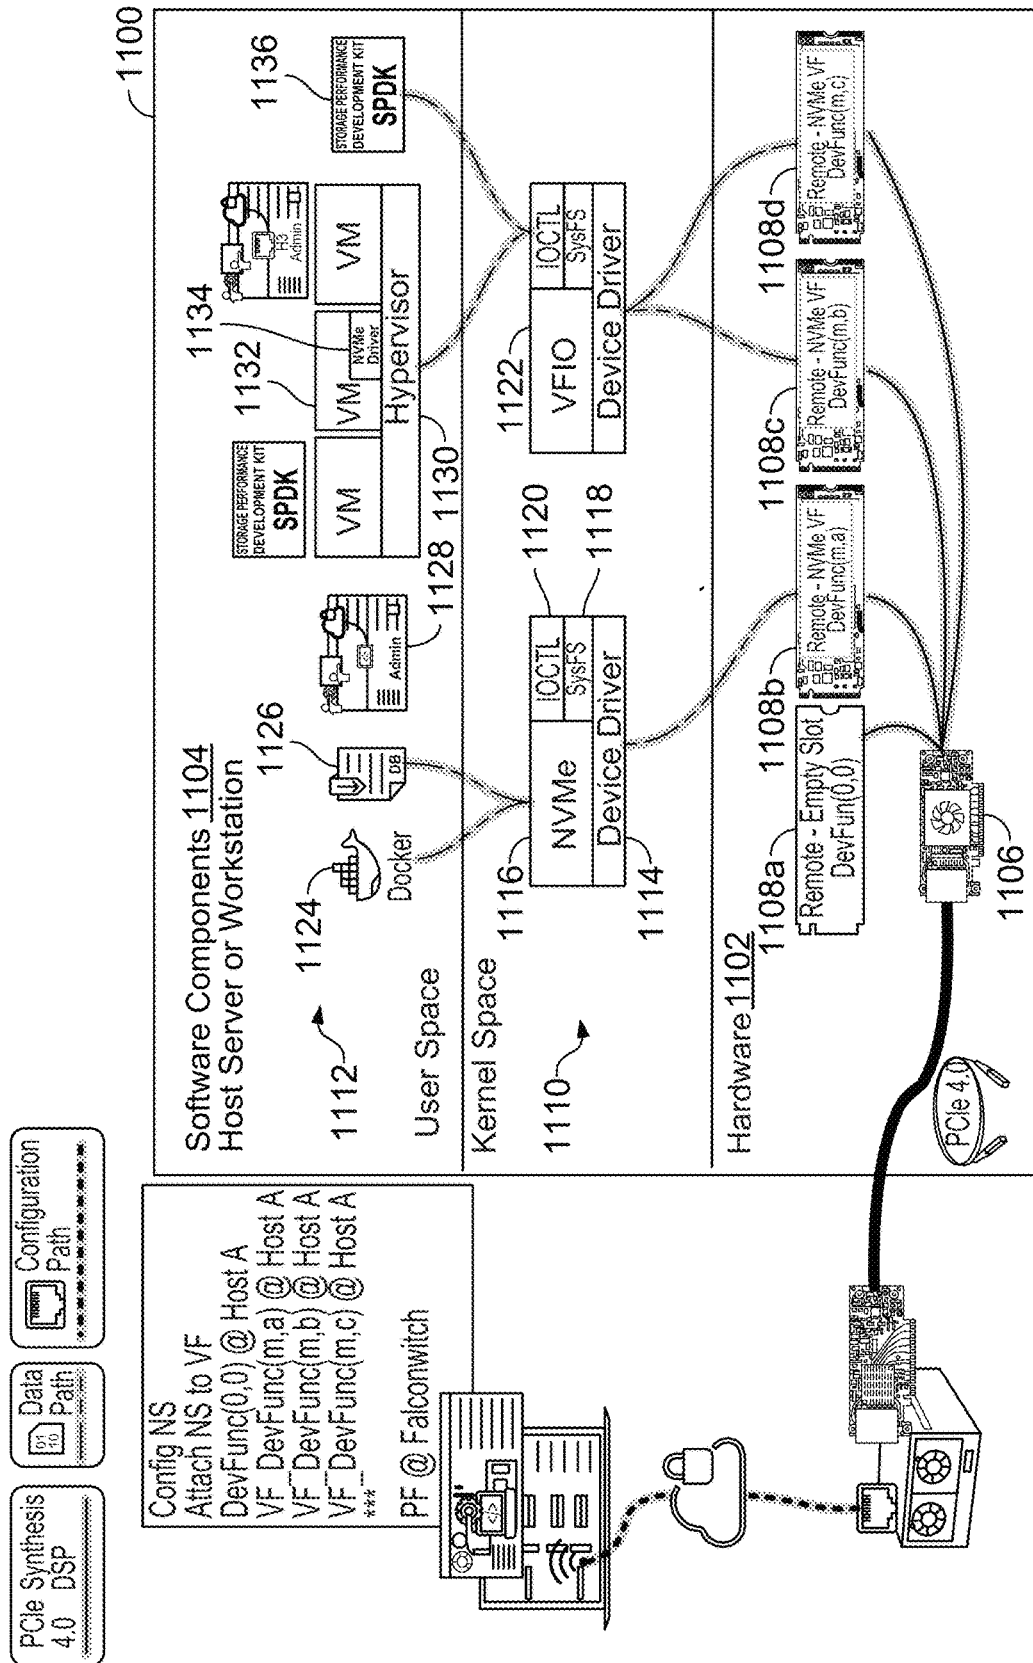 PCIe Synthesis
4.0 DSP
01
10
Data
Path
Configuration
Path
Config NS
Attach NS to VF
DevFunc(0,0) @ Host A
VF_DevFunc(m,a) @ Host A
VF_DevFunc(m,b) @ Host A
VF_DevFunc(m,c) @ Host A
***
PF @ Falconwitch
</>
1100
Software Components 1104
Host Server or Workstation
1112
User Space
1124
Docker
1126
DB
Admin
1128
STORAGE PERFORMANCE
DEVELOPMENT KIT
SPDK
VM
VM
NVMe
Driver
VM
Hypervisor
1130
1132
1134
H3
Admin
STORAGE PERFORMANCE
DEVELOPMENT KIT
SPDK
1136
Kernel Space
1110
1116
NVMe
IOCTL
SysFS
Device Driver
1114
1120
1118
1122
VFIO
IOCTL
SysFS
Device Driver
Hardware 1102
PCIe 4.0
1108a
Remote - Empty Slot
DevFun(0,0)
1108b
Remote - NVMe VF
DevFunc(m.a)
1108c
Remote - NVMe VF
DevFunc(m.b)
1108d
Remote - NVMe VF
DevFunc(m,c)
1106